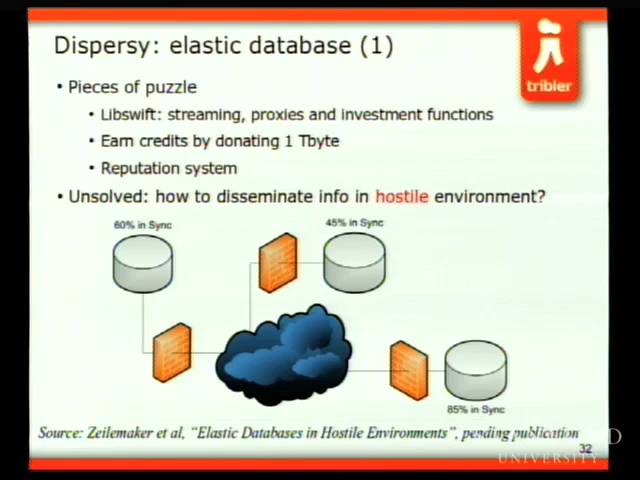 Dispersy: elastic database (1)
tribler
• Pieces of puzzle
• Libswift: streaming, proxies and investment functions
• Earn credits by donating 1 Tbyte
• Reputation system
• Unsolved: how to disseminate info in hostile environment?
60% in Sync
45% in Sync
85% in Sync
Source: Zeilemaker et al, "Elastic Databases in Hostile Environments", pending publication
32
UNIVERSITY